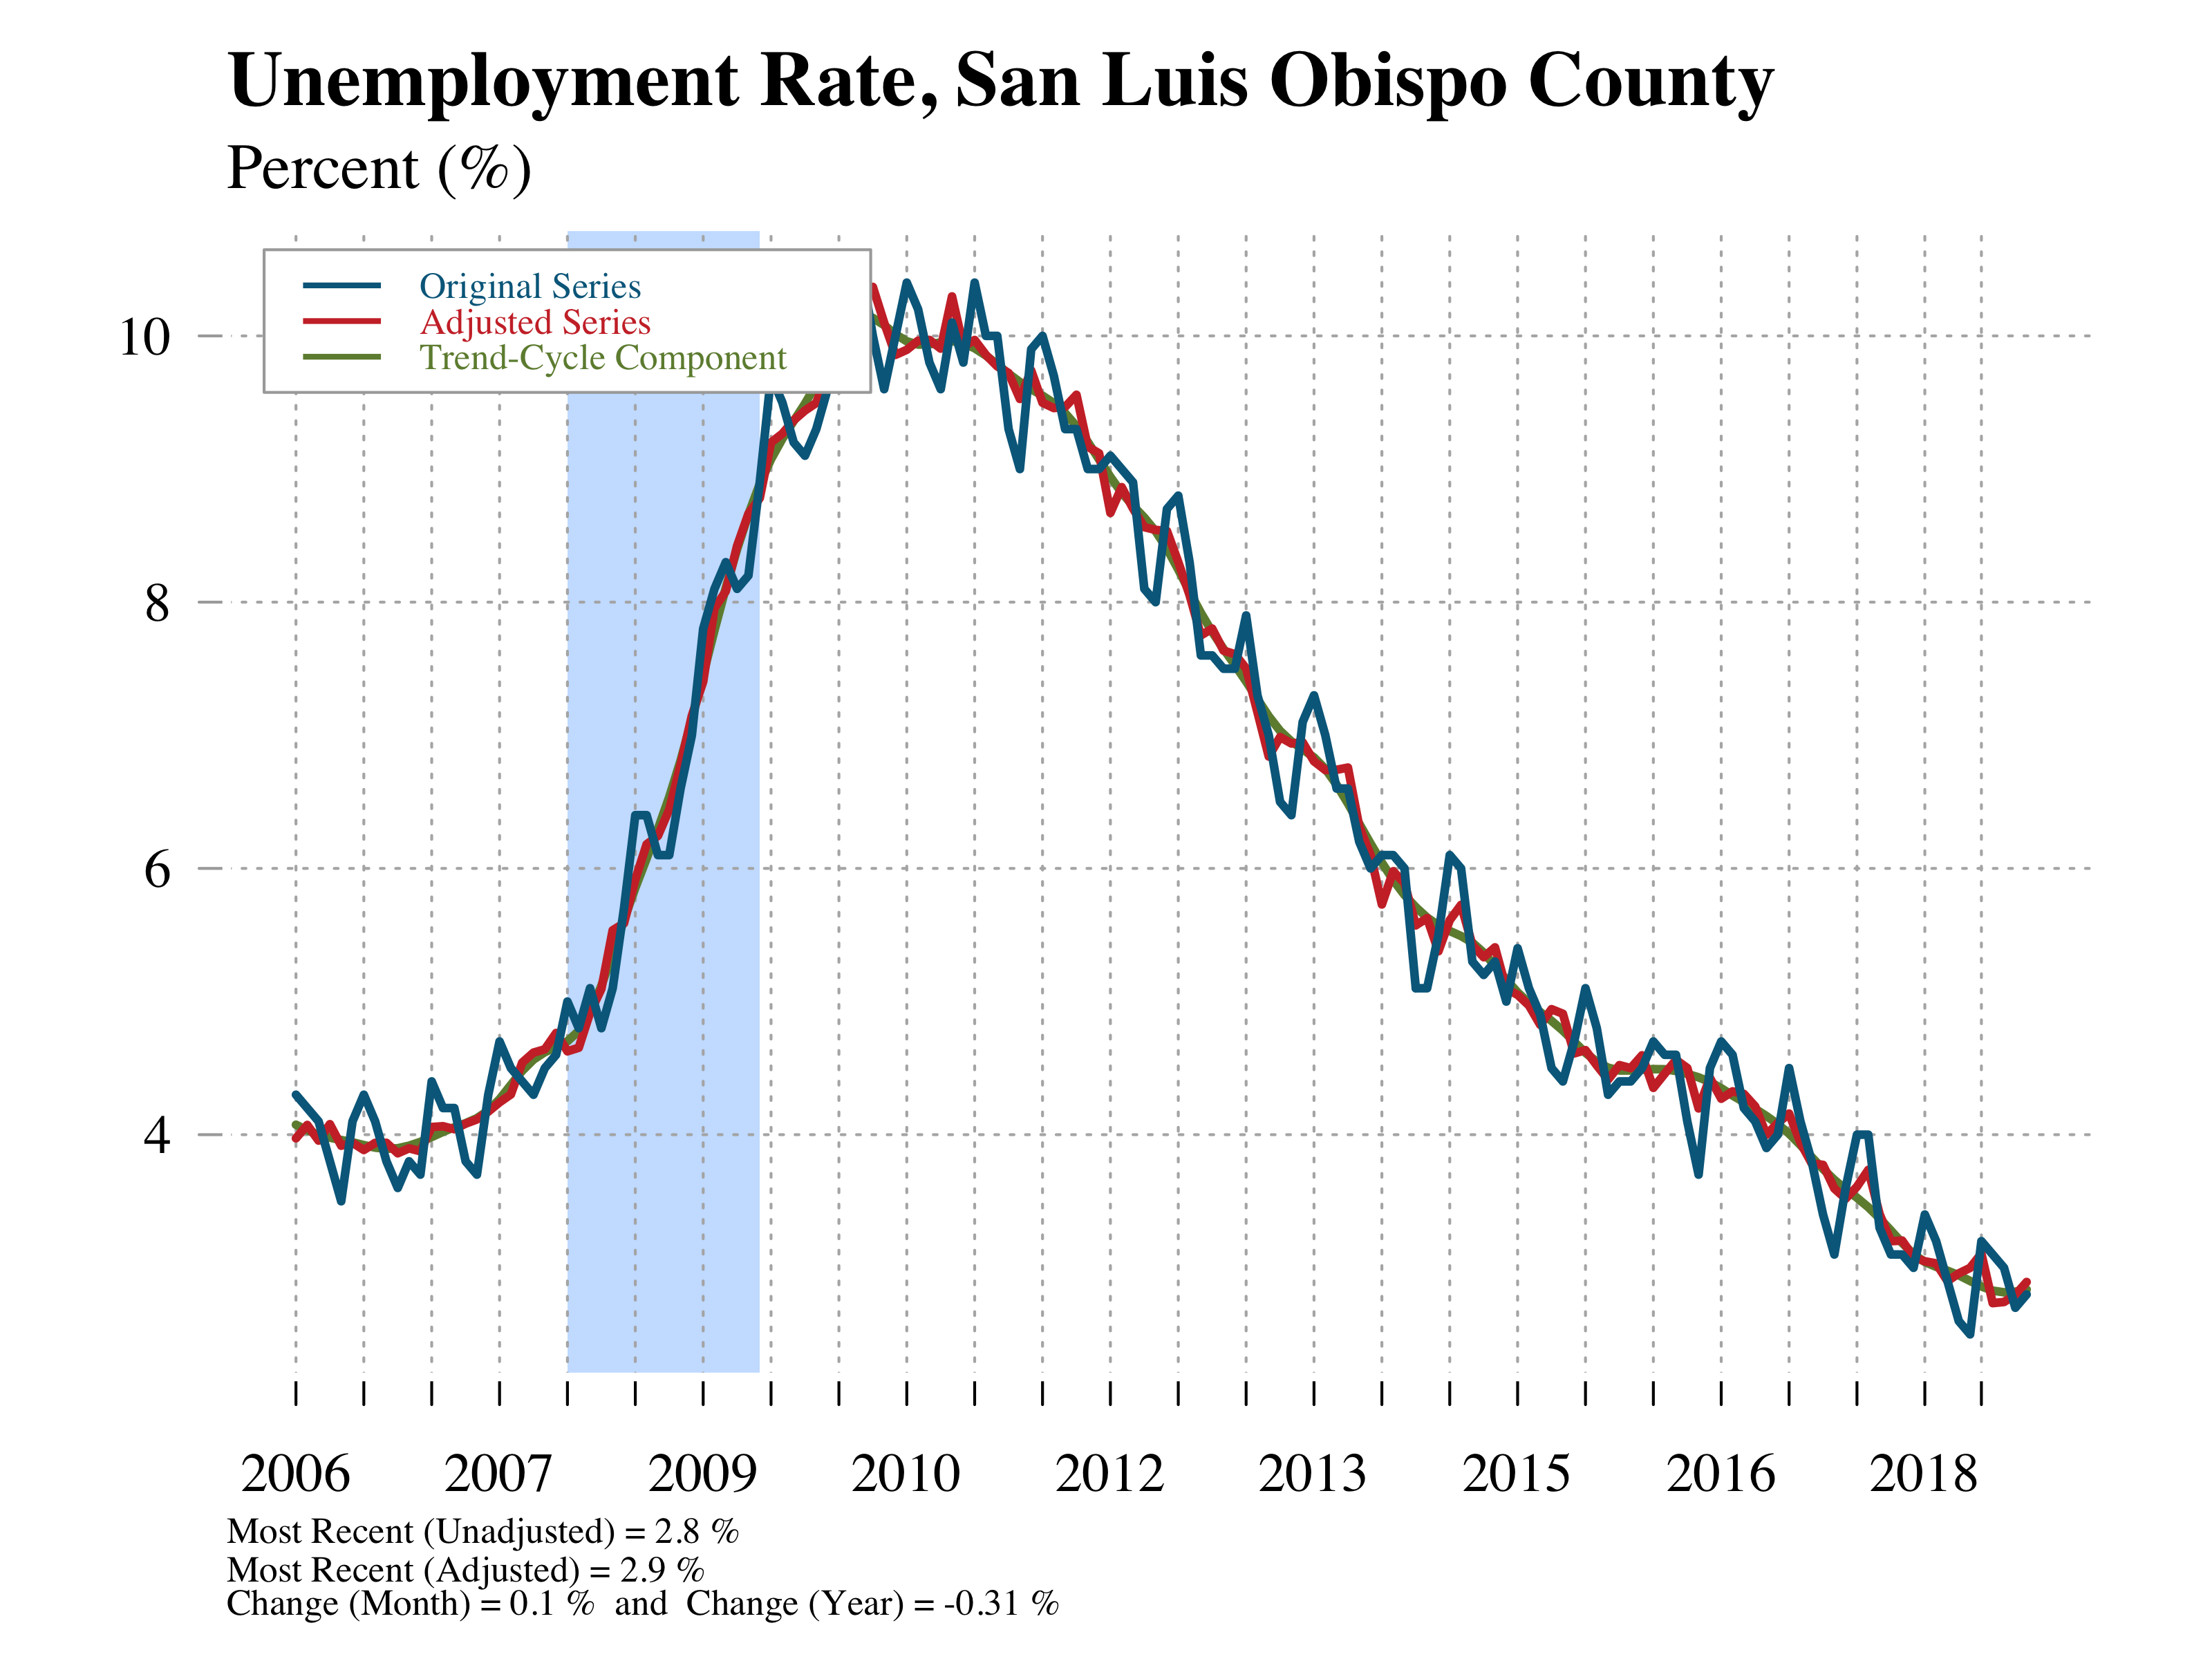 Unemployment Rate, San Luis Obispo County
Percent (%)
Original Series
Adjusted Series
Trend-Cycle Component
10
8
6
4
2006 2007 2009 2010 2012 2013 2015 2016 2018
Most Recent (Unadjusted) = 2.8 %
Most Recent (Adjusted) = 2.9 %
Change (Month) = 0.1 % and Change (Year) = -0.31 %